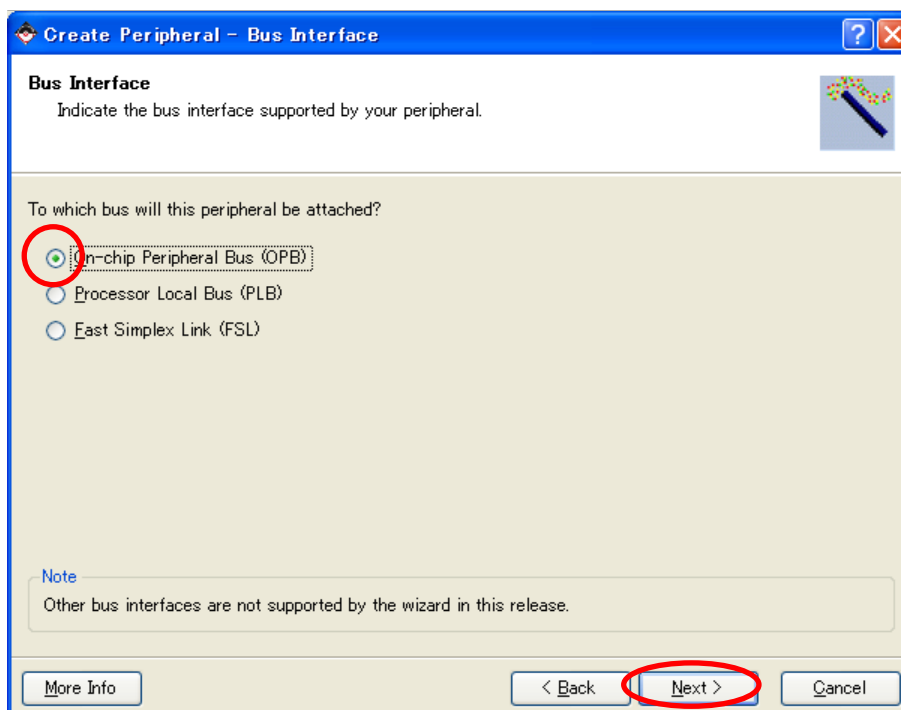 Create Peripheral - Bus Interface
Bus Interface
Indicate the bus interface supported by your peripheral.
To which bus will this peripheral be attached?
On-chip Peripheral Bus (OPB)
Processor Local Bus (PLB)
Fast Simplex Link (FSL)
Note
Other bus interfaces are not supported by the wizard in this release.
More Info
< Back
Next >
Cancel